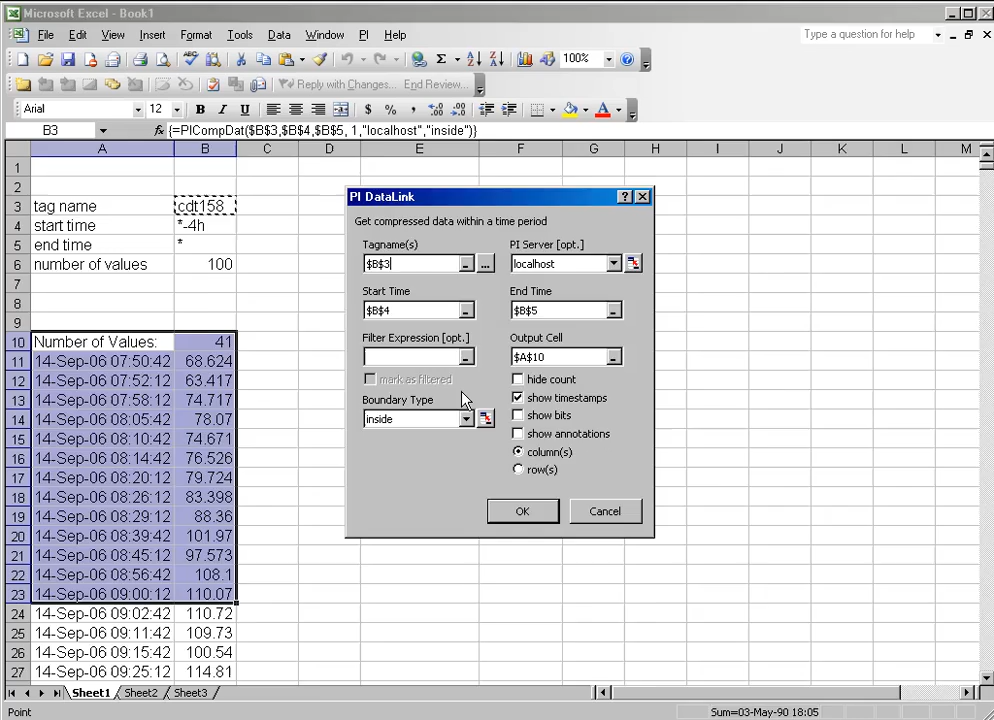 Microsoft Excel - Book1
File Edit View Insert Format Tools Data Window PI Help Type a question for help
100%
Reply with Changes... End Review...
Arial 12 B I U $ % ,
B3 fx {=PICompDat($B$3,$B$4,$B$5, 1,"localhost","inside")}
A B C D E F G H I J K L M
1
2
3 tag name cdt158
4 start time *-4h
5 end time *
6 number of values 100
7
8
9
10 Number of Values: 41
11 14-Sep-06 07:50:42 68.624
12 14-Sep-06 07:52:12 63.417
13 14-Sep-06 07:58:12 74.717
14 14-Sep-06 08:05:42 78.07
15 14-Sep-06 08:10:42 74.671
16 14-Sep-06 08:14:42 76.526
17 14-Sep-06 08:20:12 79.724
18 14-Sep-06 08:26:12 83.398
19 14-Sep-06 08:29:12 88.36
20 14-Sep-06 08:39:42 101.97
21 14-Sep-06 08:45:12 97.573
22 14-Sep-06 08:56:42 108.1
23 14-Sep-06 09:00:12 110.07
24 14-Sep-06 09:02:42 110.72
25 14-Sep-06 09:11:42 109.73
26 14-Sep-06 09:15:42 100.54
27 14-Sep-06 09:25:12 114.81
PI DataLink
Get compressed data within a time period
Tagname(s) PI Server [opt.]
$B$3 ... localhost
Start Time End Time
$B$4 $B$5
Filter Expression [opt.] Output Cell
$A$10
mark as filtered hide count
Boundary Type show timestamps
inside show bits
show annotations
column(s)
row(s)
OK Cancel
Sheet1 Sheet2 Sheet3
Point Sum=03-May-90 18:05